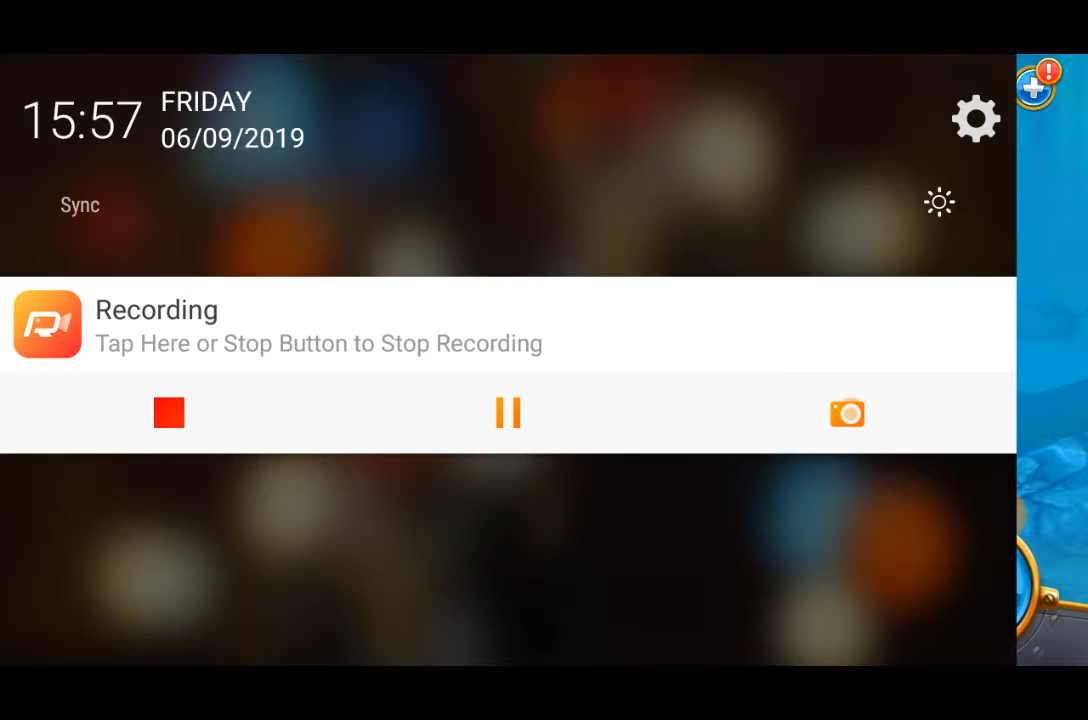 15:57
FRIDAY
06/09/2019
Sync
Recording
Tap Here or Stop Button to Stop Recording
!